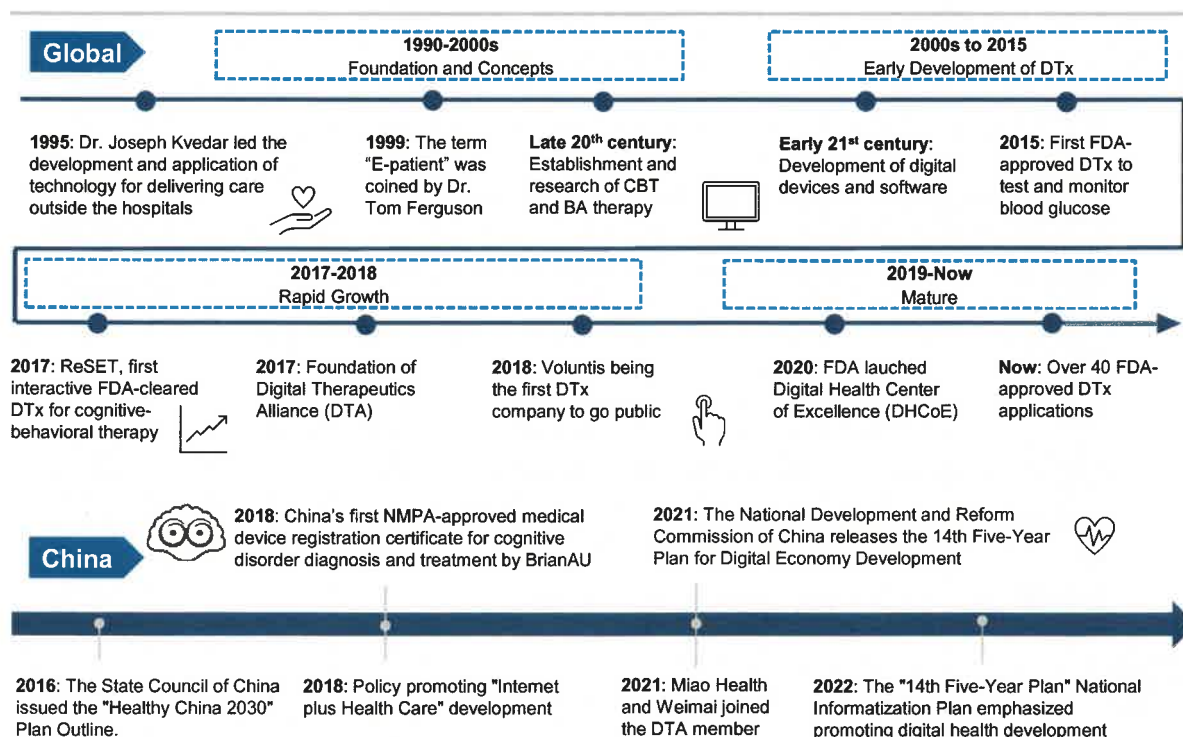 Global
1990-2000s
Foundation and Concepts
2000s to 2015
Early Development of DTx
1995: Dr. Joseph Kvedar led the
development and application of
technology for delivering care
outside the hospitals
1999: The term
"E-patient" was
coined by Dr.
Tom Ferguson
Late 20th century:
Establishment and
research of CBT
and BA therapy
Early 21st century:
Development of digital
devices and software
2015: First FDA-
approved DTx to
test and monitor
blood glucose
2017-2018
Rapid Growth
2019-Now
Mature
2017: ReSET, first
interactive FDA-cleared
DTx for cognitive-
behavioral therapy
2017: Foundation of
Digital Therapeutics
Alliance (DTA)
2018: Voluntis being
the first DTx
company to go public
2020: FDA lauched
Digital Health Center
of Excellence (DHCoE)
Now: Over 40 FDA-
approved DTx
applications
China
2018: China's first NMPA-approved medical
device registration certificate for cognitive
disorder diagnosis and treatment by BrianAU
2021: The National Development and Reform
Commission of China releases the 14th Five-Year
Plan for Digital Economy Development
2016: The State Council of China
issued the "Healthy China 2030"
Plan Outline.
2018: Policy promoting "Internet
plus Health Care" development
2021: Miao Health
and Weimai joined
the DTA member
2022: The "14th Five-Year Plan" National
Informatization Plan emphasized
promoting digital health development